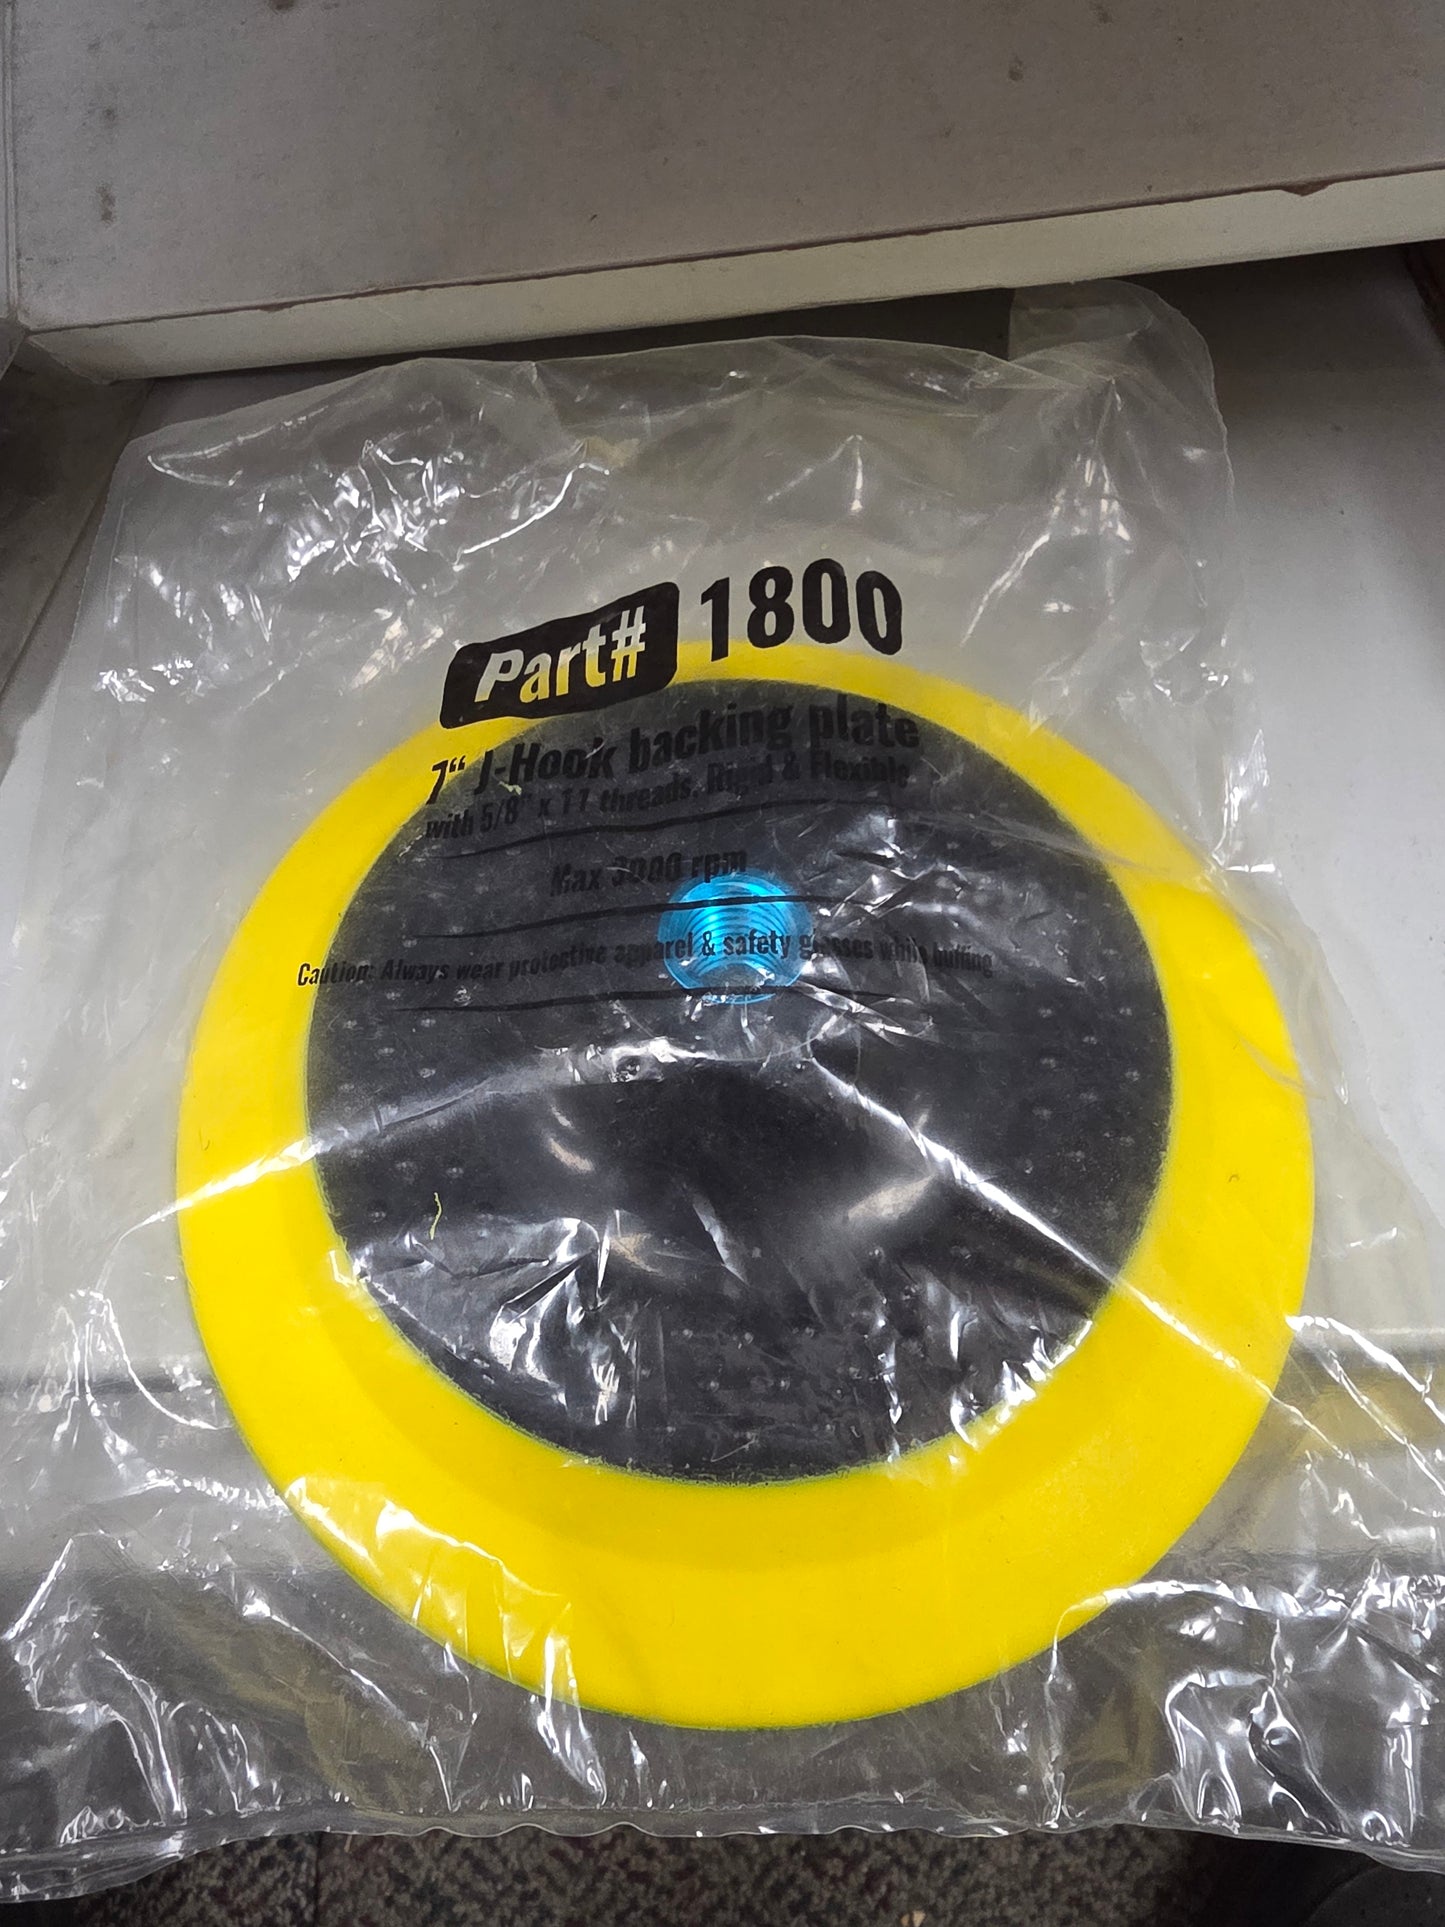 Part# 1800
7" J-Hook backing plate
with 5/8" x 11 threads. Rigid & Flexible
Max 3000 rpm
Caution: Always wear protective apparel & safety glasses while buffing